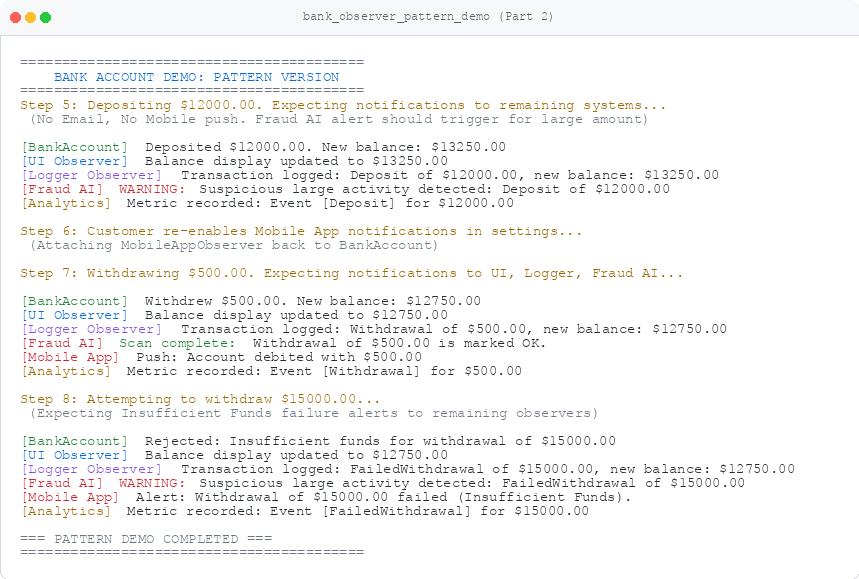 bank_observer_pattern_demo (Part 2)
=========================================
BANK ACCOUNT DEMO: PATTERN VERSION
=========================================
Step 5: Depositing $12000.00. Expecting notifications to remaining systems...
(No Email, No Mobile push. Fraud AI alert should trigger for large amount)
[BankAccount] Deposited $12000.00. New balance: $13250.00
[UI Observer] Balance display updated to $13250.00
[Logger Observer] Transaction logged: Deposit of $12000.00, new balance: $13250.00
[Fraud AI] WARNING: Suspicious large activity detected: Deposit of $12000.00
[Analytics] Metric recorded: Event [Deposit] for $12000.00
Step 6: Customer re-enables Mobile App notifications in settings...
(Attaching MobileAppObserver back to BankAccount)
Step 7: Withdrawing $500.00. Expecting notifications to UI, Logger, Fraud AI...
[BankAccount] Withdrew $500.00. New balance: $12750.00
[UI Observer] Balance display updated to $12750.00
[Logger Observer] Transaction logged: Withdrawal of $500.00, new balance: $12750.00
[Fraud AI] Scan complete: Withdrawal of $500.00 is marked OK.
[Mobile App] Push: Account debited with $500.00
[Analytics] Metric recorded: Event [Withdrawal] for $500.00
Step 8: Attempting to withdraw $15000.00...
(Expecting Insufficient Funds failure alerts to remaining observers)
[BankAccount] Rejected: Insufficient funds for withdrawal of $15000.00
[UI Observer] Balance display updated to $12750.00
[Logger Observer] Transaction logged: FailedWithdrawal of $15000.00, new balance: $12750.00
[Fraud AI] WARNING: Suspicious large activity detected: FailedWithdrawal of $15000.00
[Mobile App] Alert: Withdrawal of $15000.00 failed (Insufficient Funds).
[Analytics] Metric recorded: Event [FailedWithdrawal] for $15000.00
=== PATTERN DEMO COMPLETED ===
=========================================